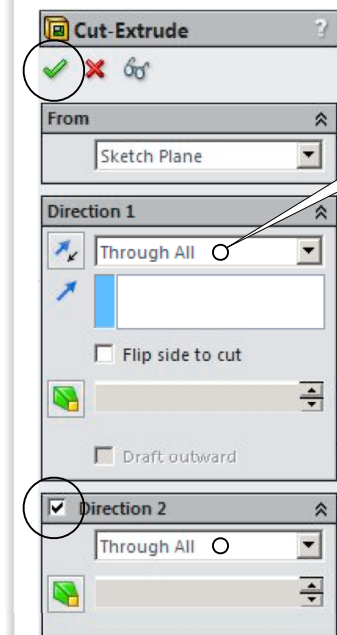 Cut-Extrude ?
From
Sketch Plane
Direction 1
Through All
Flip side to cut
Draft outward
Direction 2
Through All